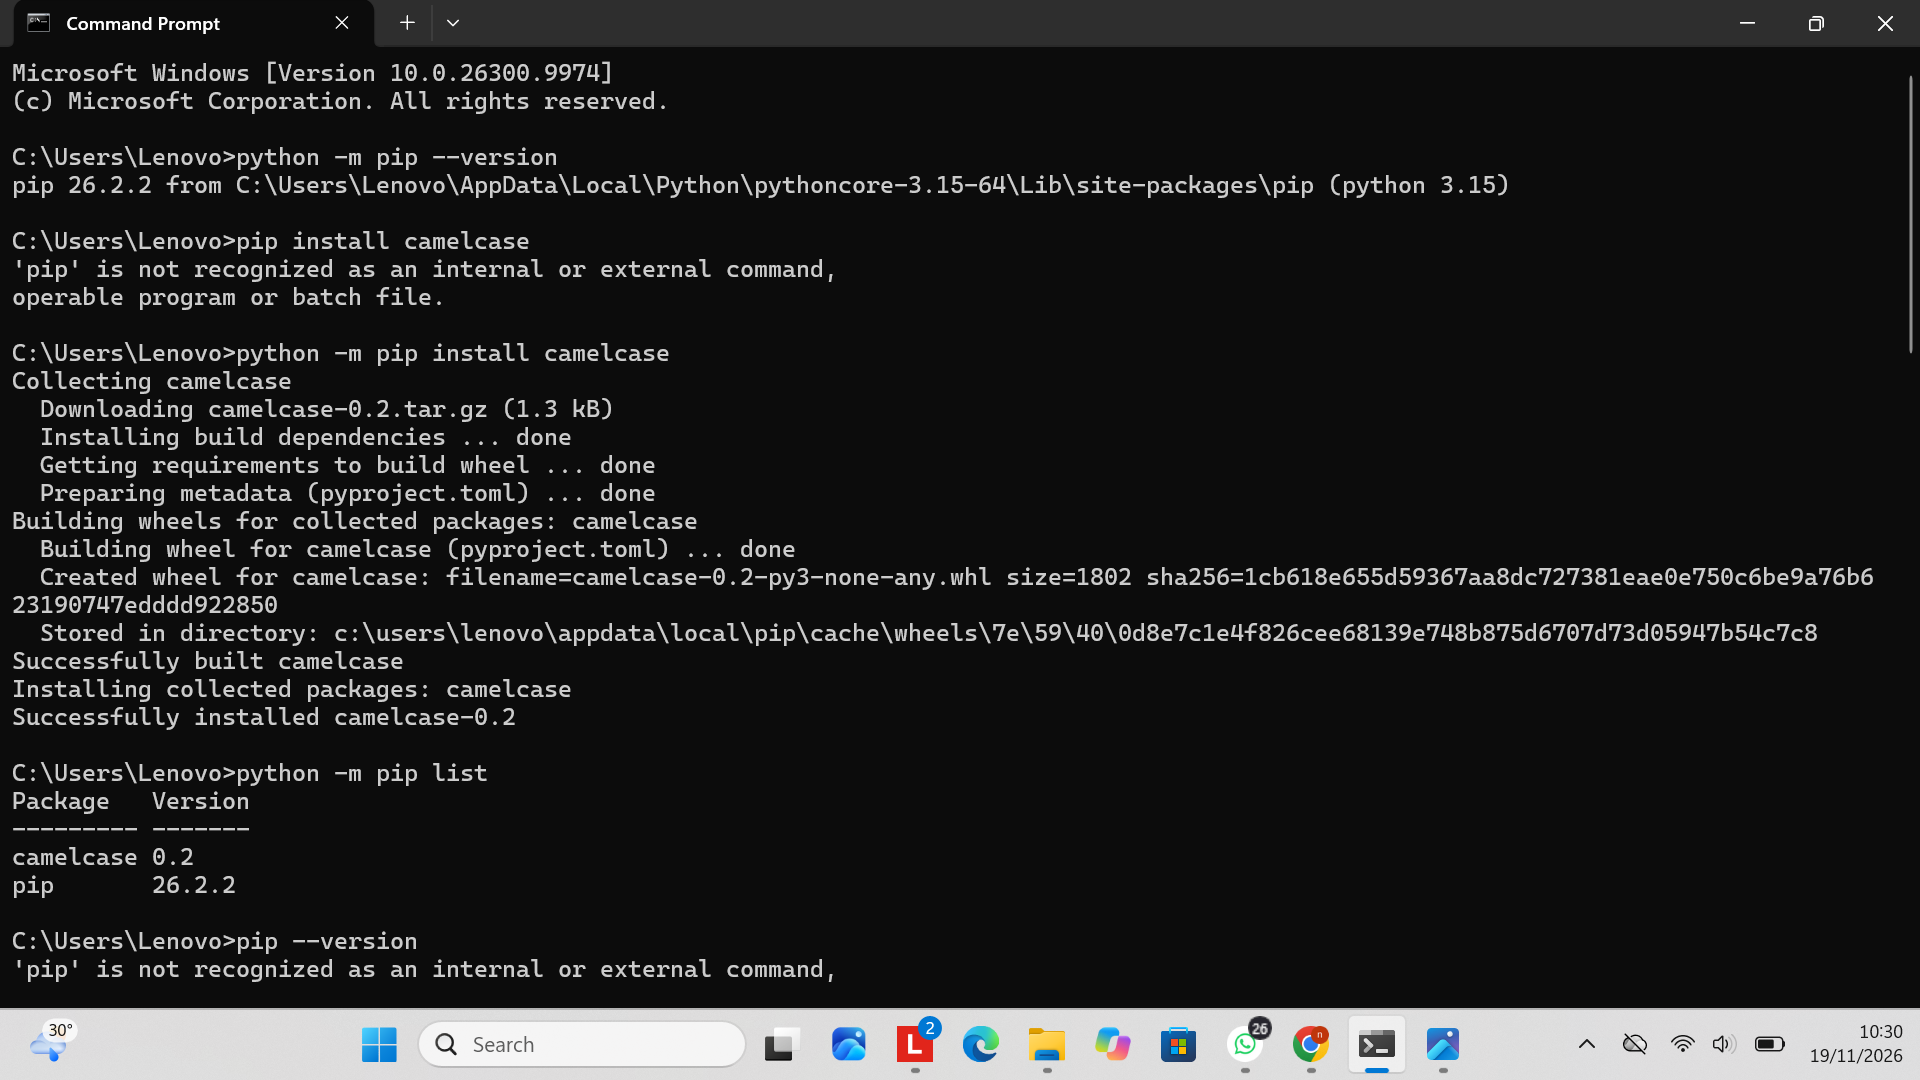 Command Prompt
Microsoft Windows [Version 10.0.26300.9974]
(c) Microsoft Corporation. All rights reserved.
C:\Users\Lenovo>python -m pip --version
pip 26.2.2 from C:\Users\Lenovo\AppData\Local\Python\pythoncore-3.15-64\Lib\site-packages\pip (python 3.15)
C:\Users\Lenovo>pip install camelcase
'pip' is not recognized as an internal or external command,
operable program or batch file.
C:\Users\Lenovo>python -m pip install camelcase
Collecting camelcase
  Downloading camelcase-0.2.tar.gz (1.3 kB)
  Installing build dependencies ... done
  Getting requirements to build wheel ... done
  Preparing metadata (pyproject.toml) ... done
Building wheels for collected packages: camelcase
  Building wheel for camelcase (pyproject.toml) ... done
  Created wheel for camelcase: filename=camelcase-0.2-py3-none-any.whl size=1802 sha256=1cb618e655d59367aa8dc727381eae0e750c6be9a76b6
23190747edddd922850
  Stored in directory: c:\users\lenovo\appdata\local\pip\cache\wheels\7e\59\40\0d8e7c1e4f826cee68139e748b875d6707d73d05947b54c7c8
Successfully built camelcase
Installing collected packages: camelcase
Successfully installed camelcase-0.2
C:\Users\Lenovo>python -m pip list
Package   Version
--------- -------
camelcase 0.2
pip       26.2.2
C:\Users\Lenovo>pip --version
'pip' is not recognized as an internal or external command,
30°
Search
L
2
26
n
10:30
19/11/2026